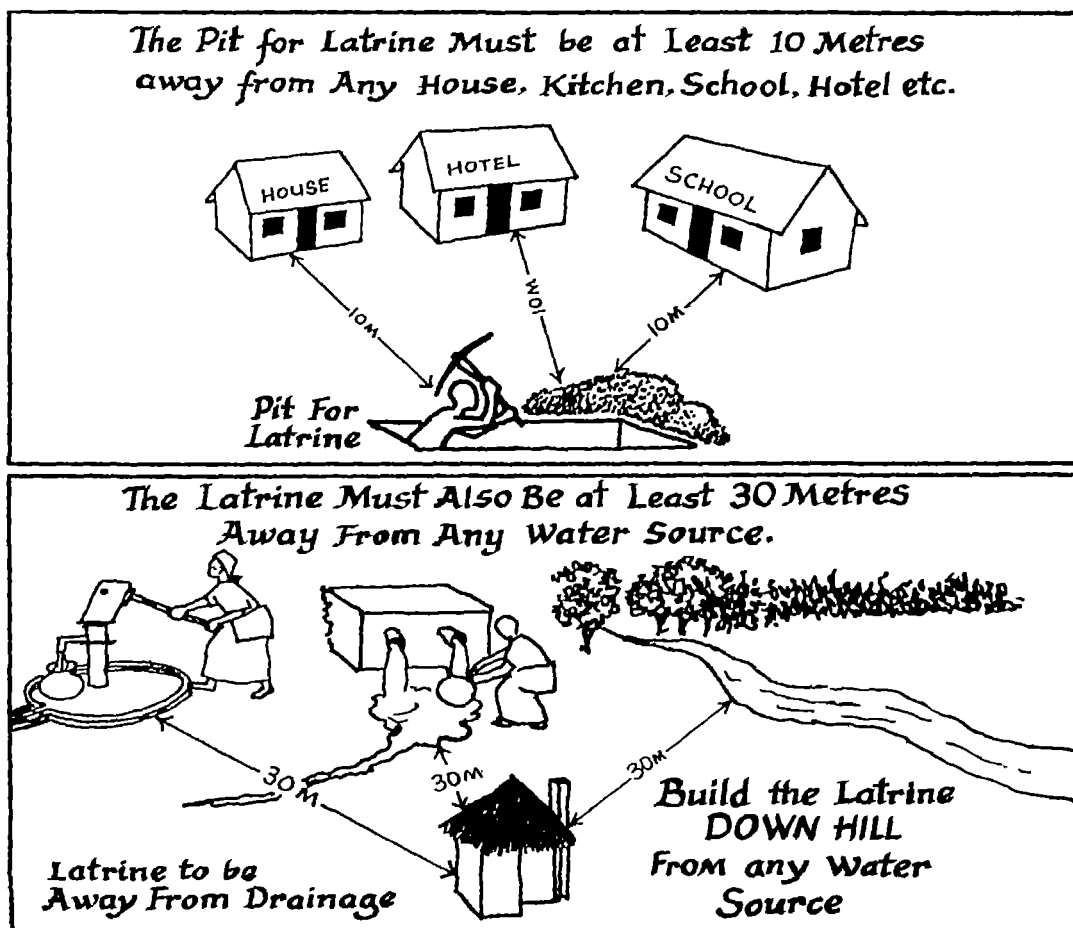 The Pit for Latrine Must be at Least 10 Metres
away from Any House, Kitchen, School, Hotel etc.
HOUSE
HOTEL
SCHOOL
10M
10M
10M
Pit For
Latrine
The Latrine Must Also Be at Least 30 Metres
Away From Any Water Source.
30M
30M
30M
Build the Latrine
DOWN HILL
From any Water
Source
Latrine to be
Away From Drainage